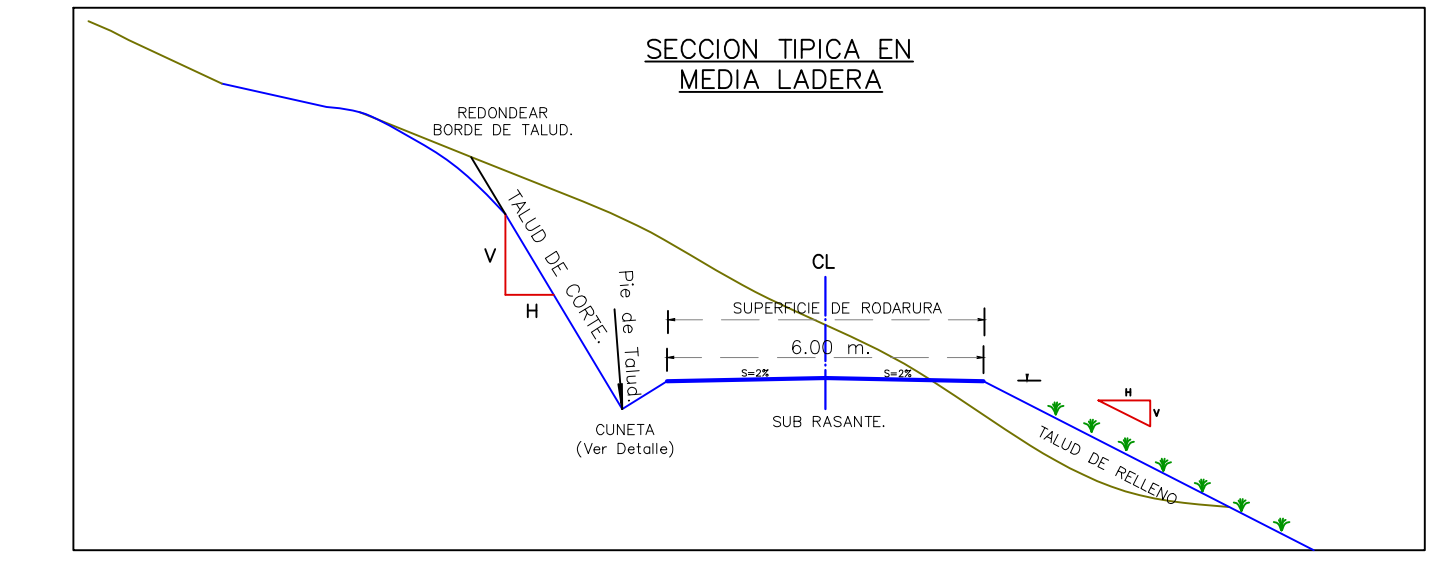 SECCION TIPICA EN
MEDIA LADERA
REDONDEAR
BORDE DE TALUD.
TALUD DE CORTE.
V
H
Pie de Talud.
CL
SUPERFICIE DE RODARURA
6.00 m.
S=2%
S=2%
CUNETA
(Ver Detalle)
SUB RASANTE.
H
V
TALUD DE RELLENO